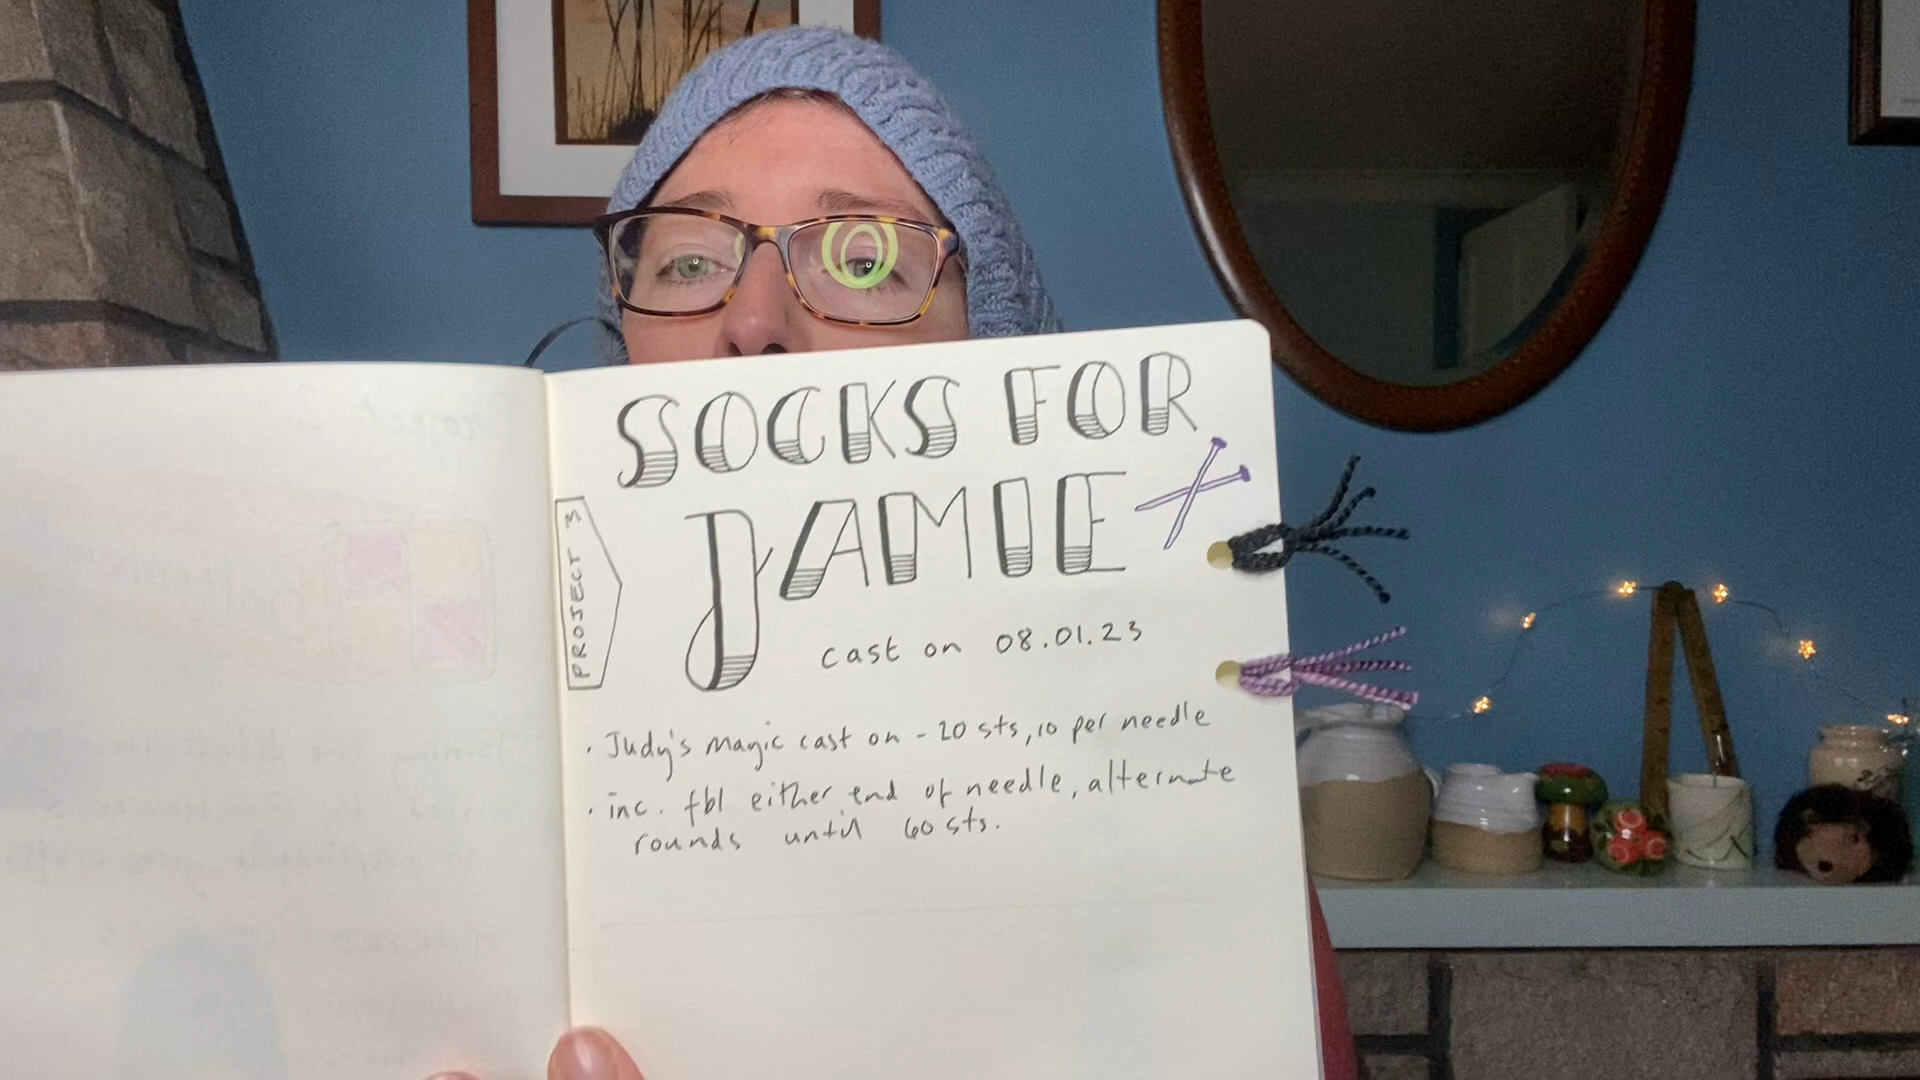 SOCKS FOR
JAMIE
PROJECT 3
cast on 08.01.23
· Judy's magic cast on - 20 sts, 10 per needle
· inc. fbl either end of needle, alternate
rounds until 60 sts.